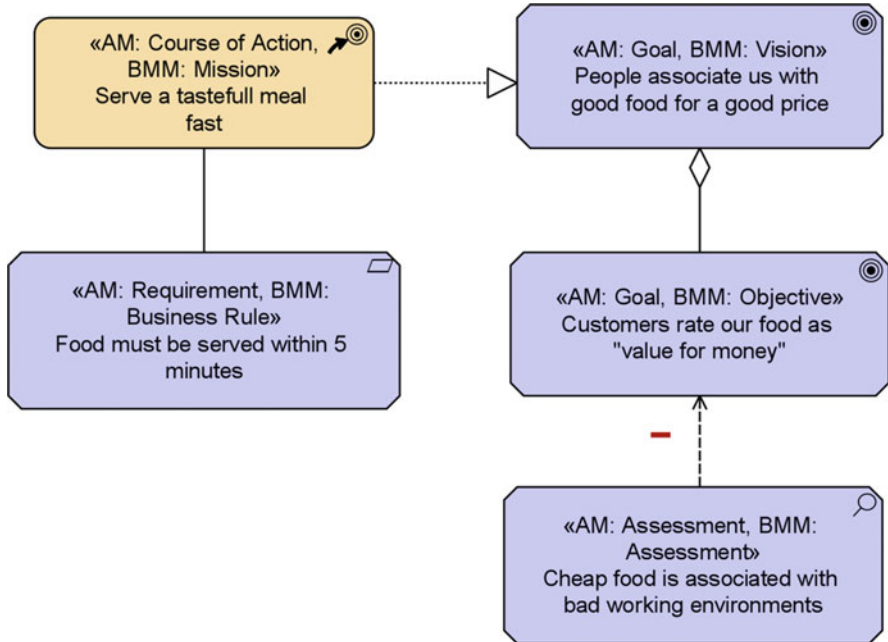 «AM: Course of Action,
BMM: Mission»
Serve a tastefull meal
fast
«AM: Goal, BMM: Vision»
People associate us with
good food for a good price
«AM: Requirement, BMM:
Business Rule»
Food must be served within 5
minutes
«AM: Goal, BMM: Objective»
Customers rate our food as
"value for money"
«AM: Assessment, BMM:
Assessment»
Cheap food is associated with
bad working environments